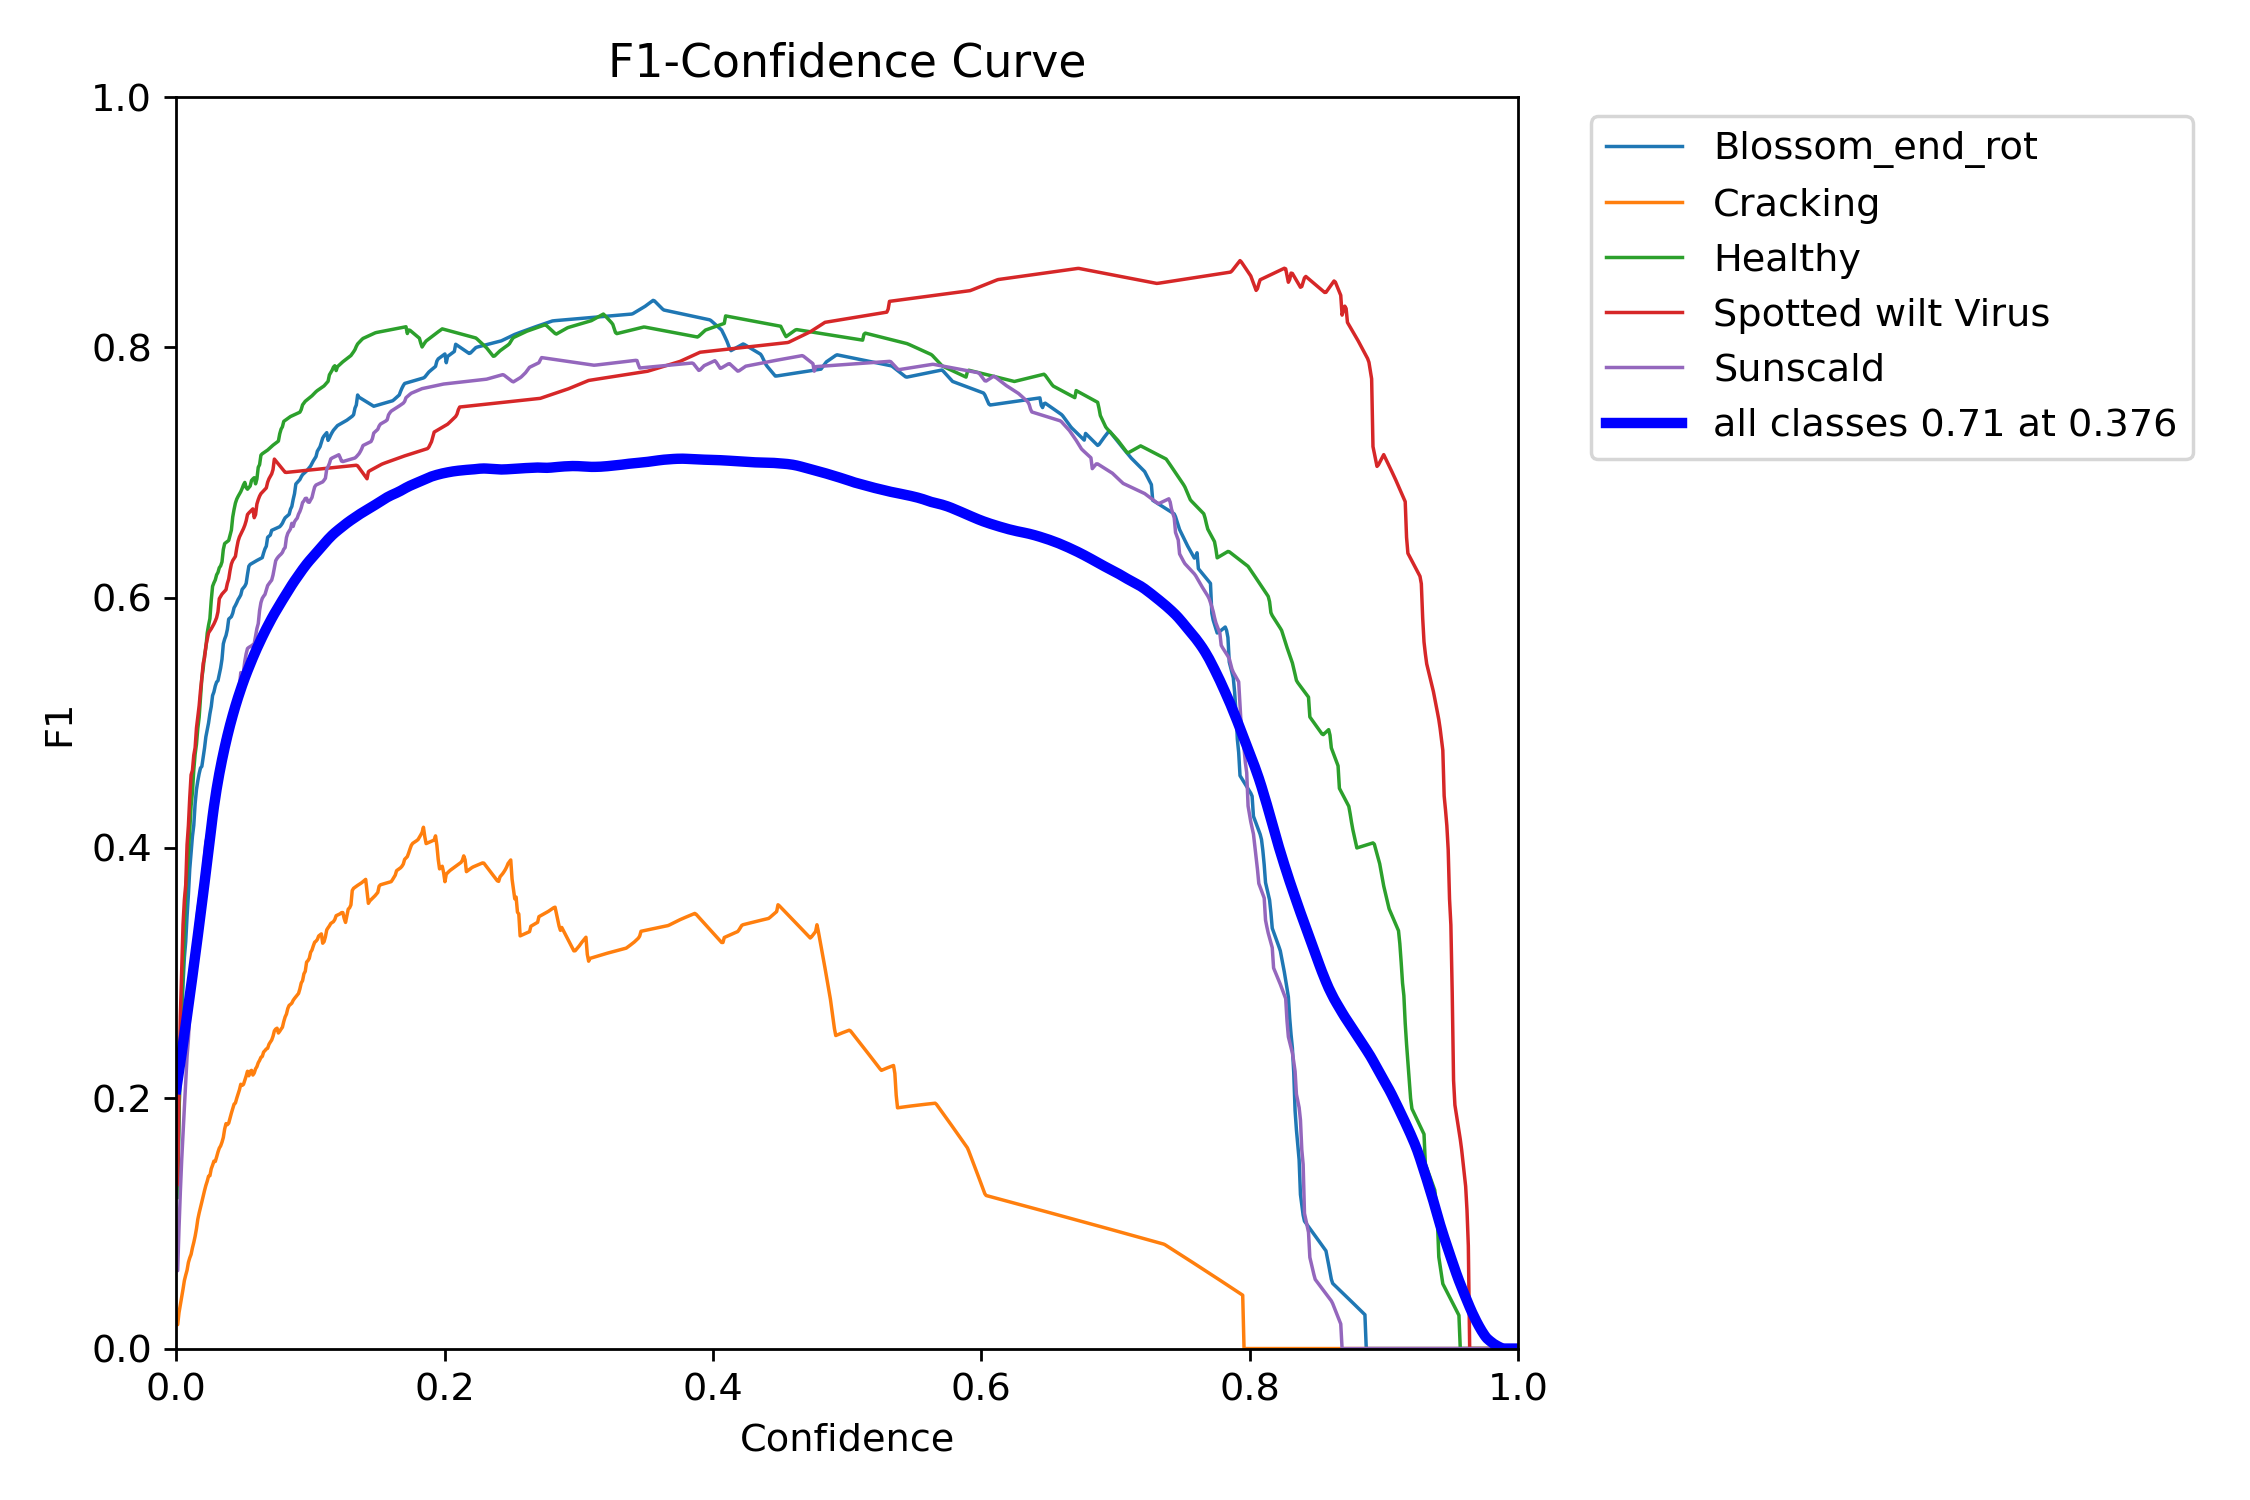 F1-Confidence Curve
1.0
0.8
0.6
0.4
0.2
0.0
F1
0.0 0.2 0.4 0.6 0.8 1.0
Confidence
Blossom_end_rot
Cracking
Healthy
Spotted wilt Virus
Sunscald
all classes 0.71 at 0.376